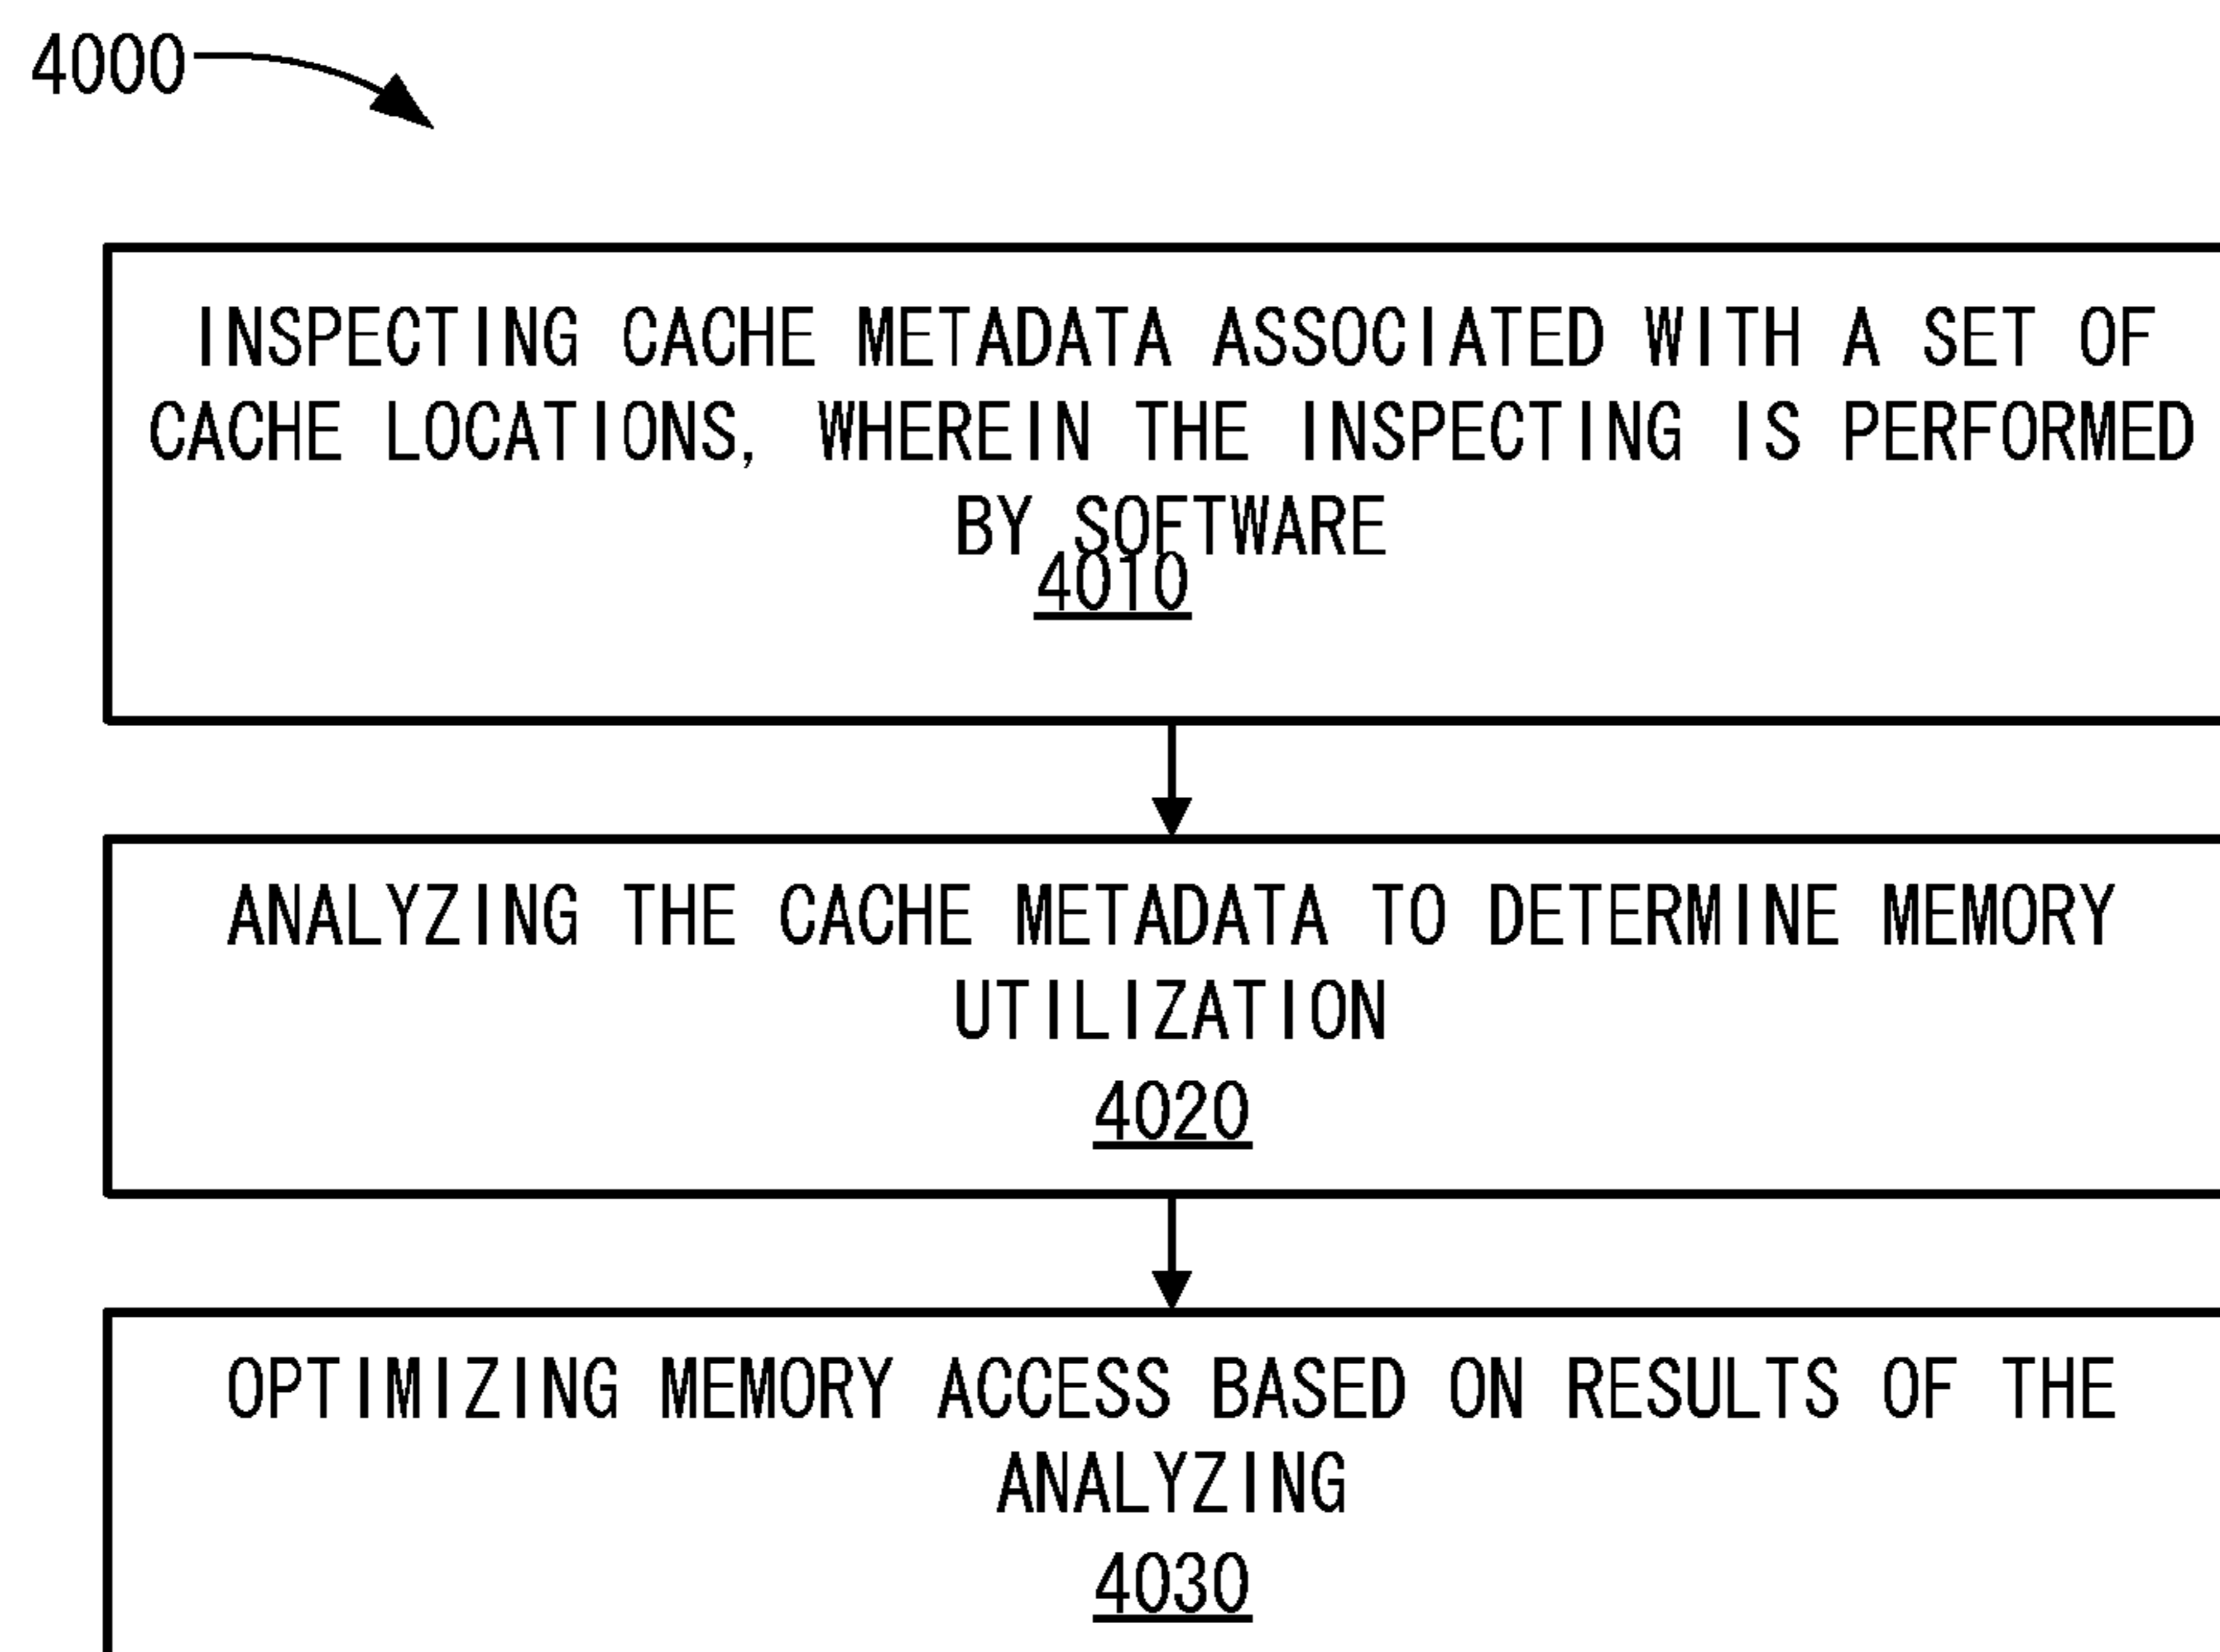 4000
INSPECTING CACHE METADATA ASSOCIATED WITH A SET OF
CACHE LOCATIONS, WHEREIN THE INSPECTING IS PERFORMED
BY SOFTWARE
4010
ANALYZING THE CACHE METADATA TO DETERMINE MEMORY
UTILIZATION
4020
OPTIMIZING MEMORY ACCESS BASED ON RESULTS OF THE
ANALYZING
4030